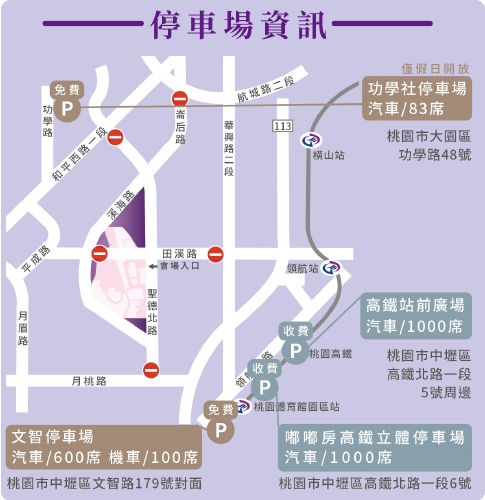 停車場資訊
僅假日開放
免費
P
功學社停車場
汽車/83席
桃園市大園區
功學路48號
功學路
航城路二段
崙后路
華興路二段
113
橫山站
和平西路一段
溪海路
田溪路
會場入口
平成路
領航站
聖德北路
月眉路
高鐵站前廣場
汽車/1000席
收費
P
桃園高鐵
桃園市中壢區
高鐵北路一段
5號周邊
月桃路
收費
P
桃園體育館園區站
免費
P
文智停車場
汽車/600席 機車/100席
桃園市中壢區文智路179號對面
嘟嘟房高鐵立體停車場
汽車/1000席
桃園市中壢區高鐵北路一段6號